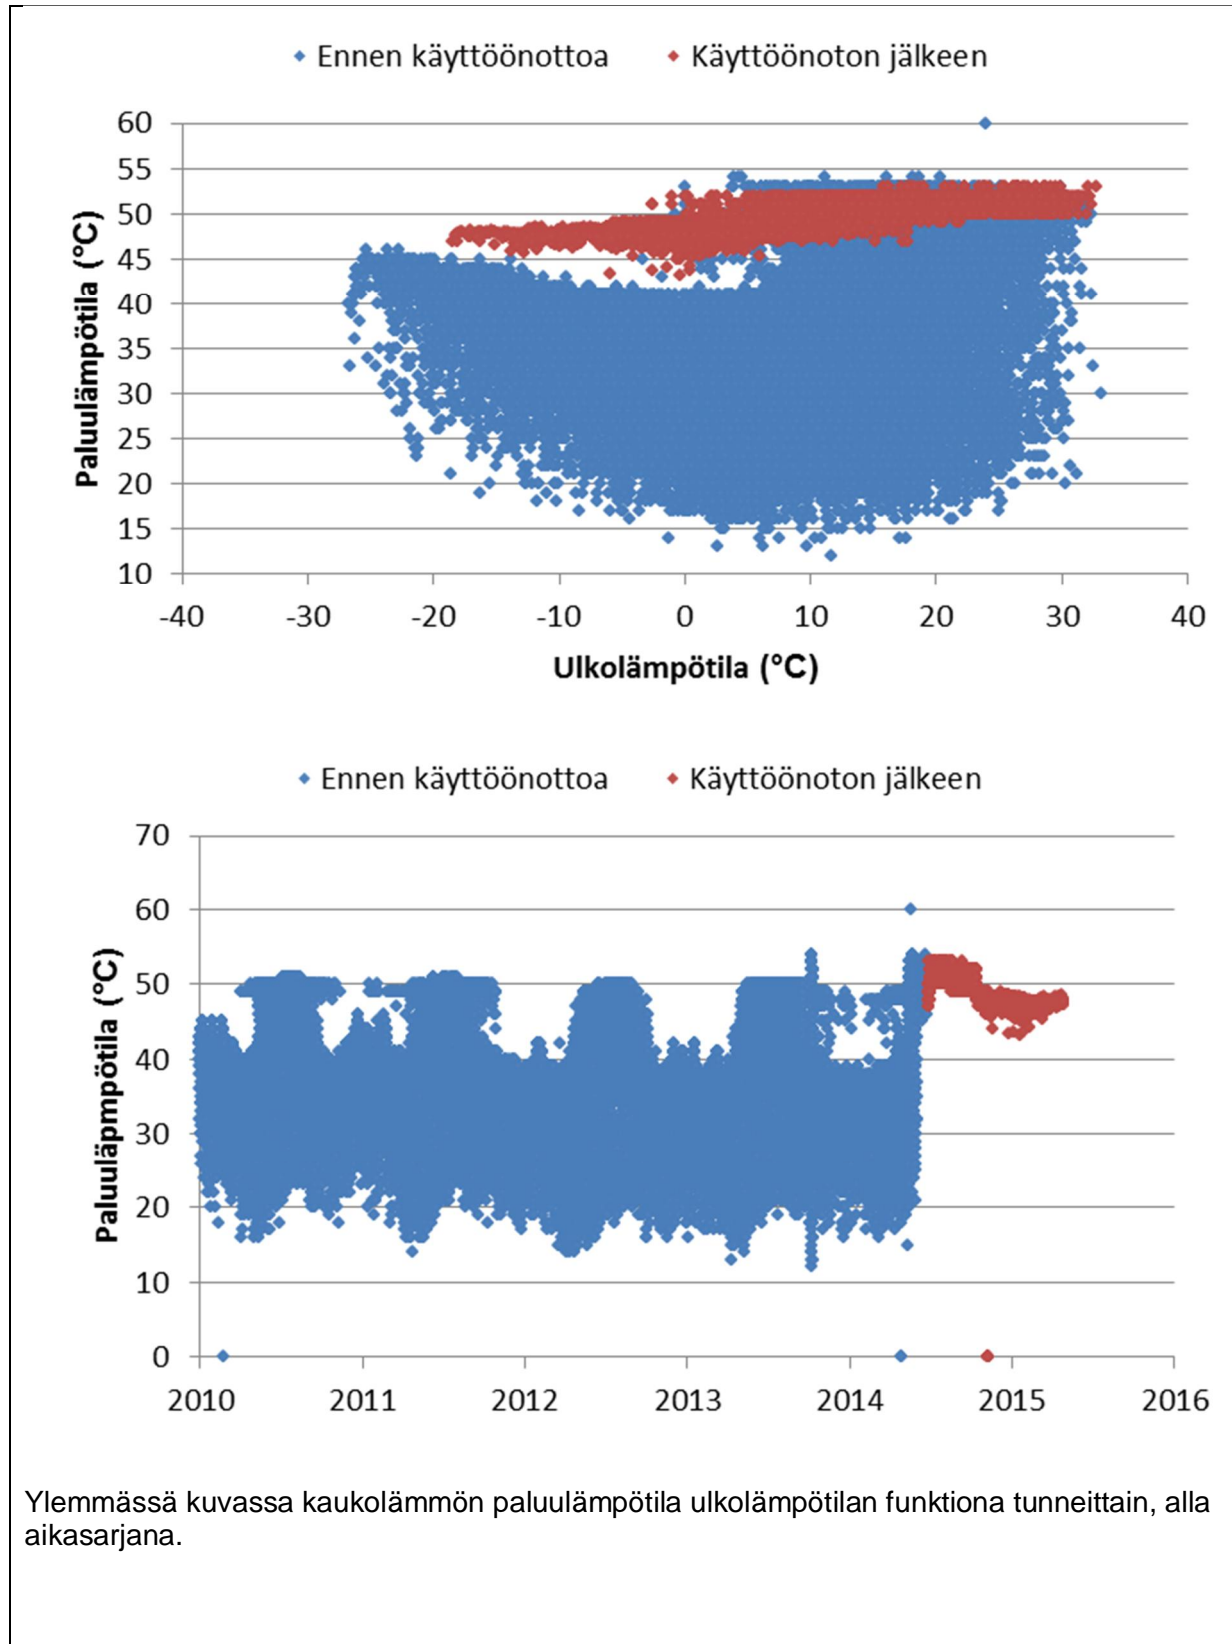 Ennen käyttöönottoa Käyttöönoton jälkeen
60
55
50
45
40
35
30
25
20
15
10
Paluulämpötila (°C)
-40 -30 -20 -10 0 10 20 30 40
Ulkolämpötila (°C)
Ennen käyttöönottoa Käyttöönoton jälkeen
70
60
50
40
30
20
10
0
Paluuläpmpötila (°C)
2010 2011 2012 2013 2014 2015 2016
Ylemmässä kuvassa kaukolämmön paluulämpötila ulkolämpötilan funktiona tunneittain, alla
aikasarjana.